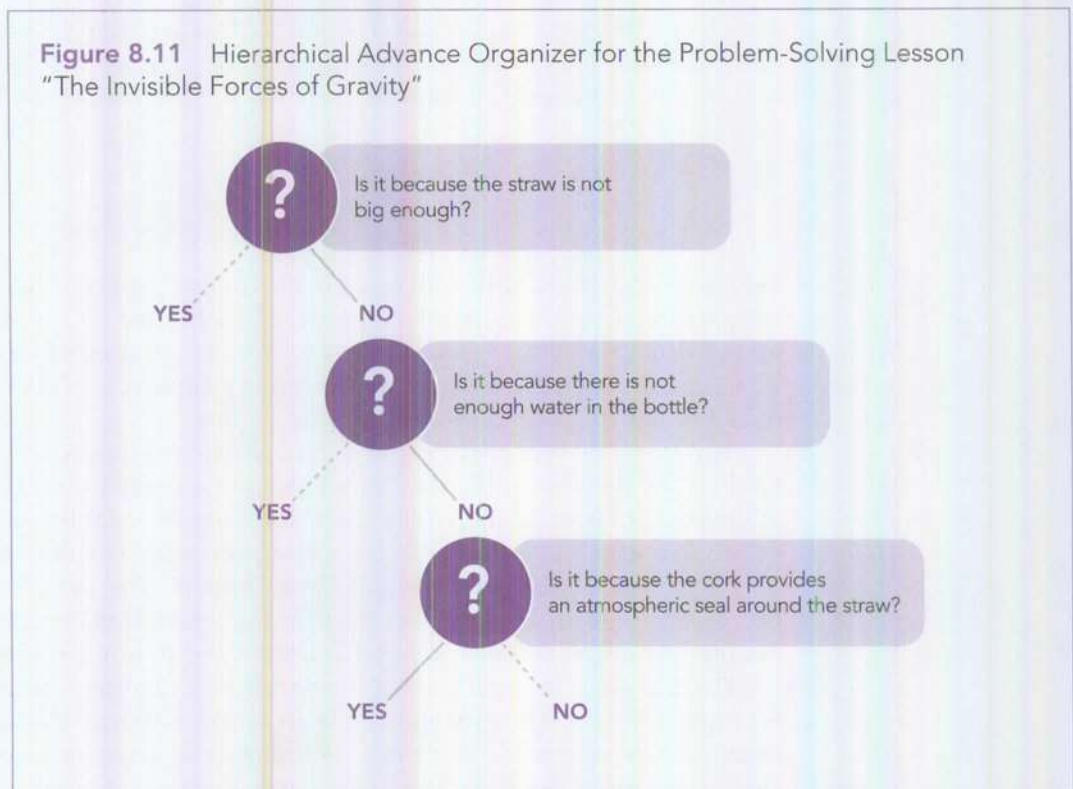 Figure 8.11 Hierarchical Advance Organizer for the Problem-Solving Lesson
"The Invisible Forces of Gravity"
?
Is it because the straw is not
big enough?
YES
NO
?
Is it because there is not
enough water in the bottle?
YES
NO
?
Is it because the cork provides
an atmospheric seal around the straw?
YES
NO